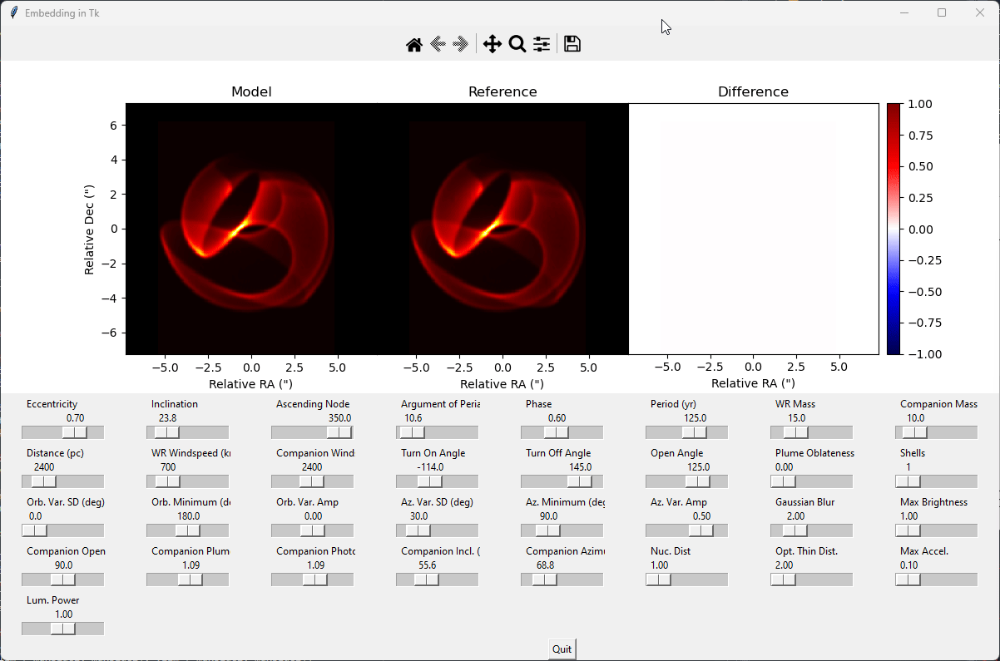 Embedding in Tk
Model Reference Difference
Relative Dec (")
6
4
2
0
−2
−4
−6
1.00
0.75
0.50
0.25
0.00
−0.25
−0.50
−0.75
−1.00
−5.0 −2.5 0.0 2.5 5.0 −5.0 −2.5 0.0 2.5 5.0 −5.0 −2.5 0.0 2.5 5.0
Relative RA (") Relative RA (") Relative RA (")
Eccentricity Inclination Ascending Node Argument of Peria Phase Period (yr) WR Mass Companion Mass
0.70 23.8 350.0 10.6 0.60 125.0 15.0 10.0
Distance (pc) WR Windspeed (k Companion Wind Turn On Angle Turn Off Angle Open Angle Plume Oblateness Shells
2400 700 2400 -114.0 145.0 125.0 0.00 1
Orb. Var. SD (deg) Orb. Minimum (de Orb. Var. Amp Az. Var. SD (deg) Az. Minimum (deg Az. Var. Amp Gaussian Blur Max Brightness
0.0 180.0 0.00 30.0 90.0 0.50 2.00 1.00
Companion Open Companion Plum Companion Photo Companion Incl. ( Companion Azimu Nuc. Dist Opt. Thin Dist. Max Accel.
90.0 1.09 1.09 55.6 68.8 1.00 2.00 0.10
Lum. Power
1.00
Quit